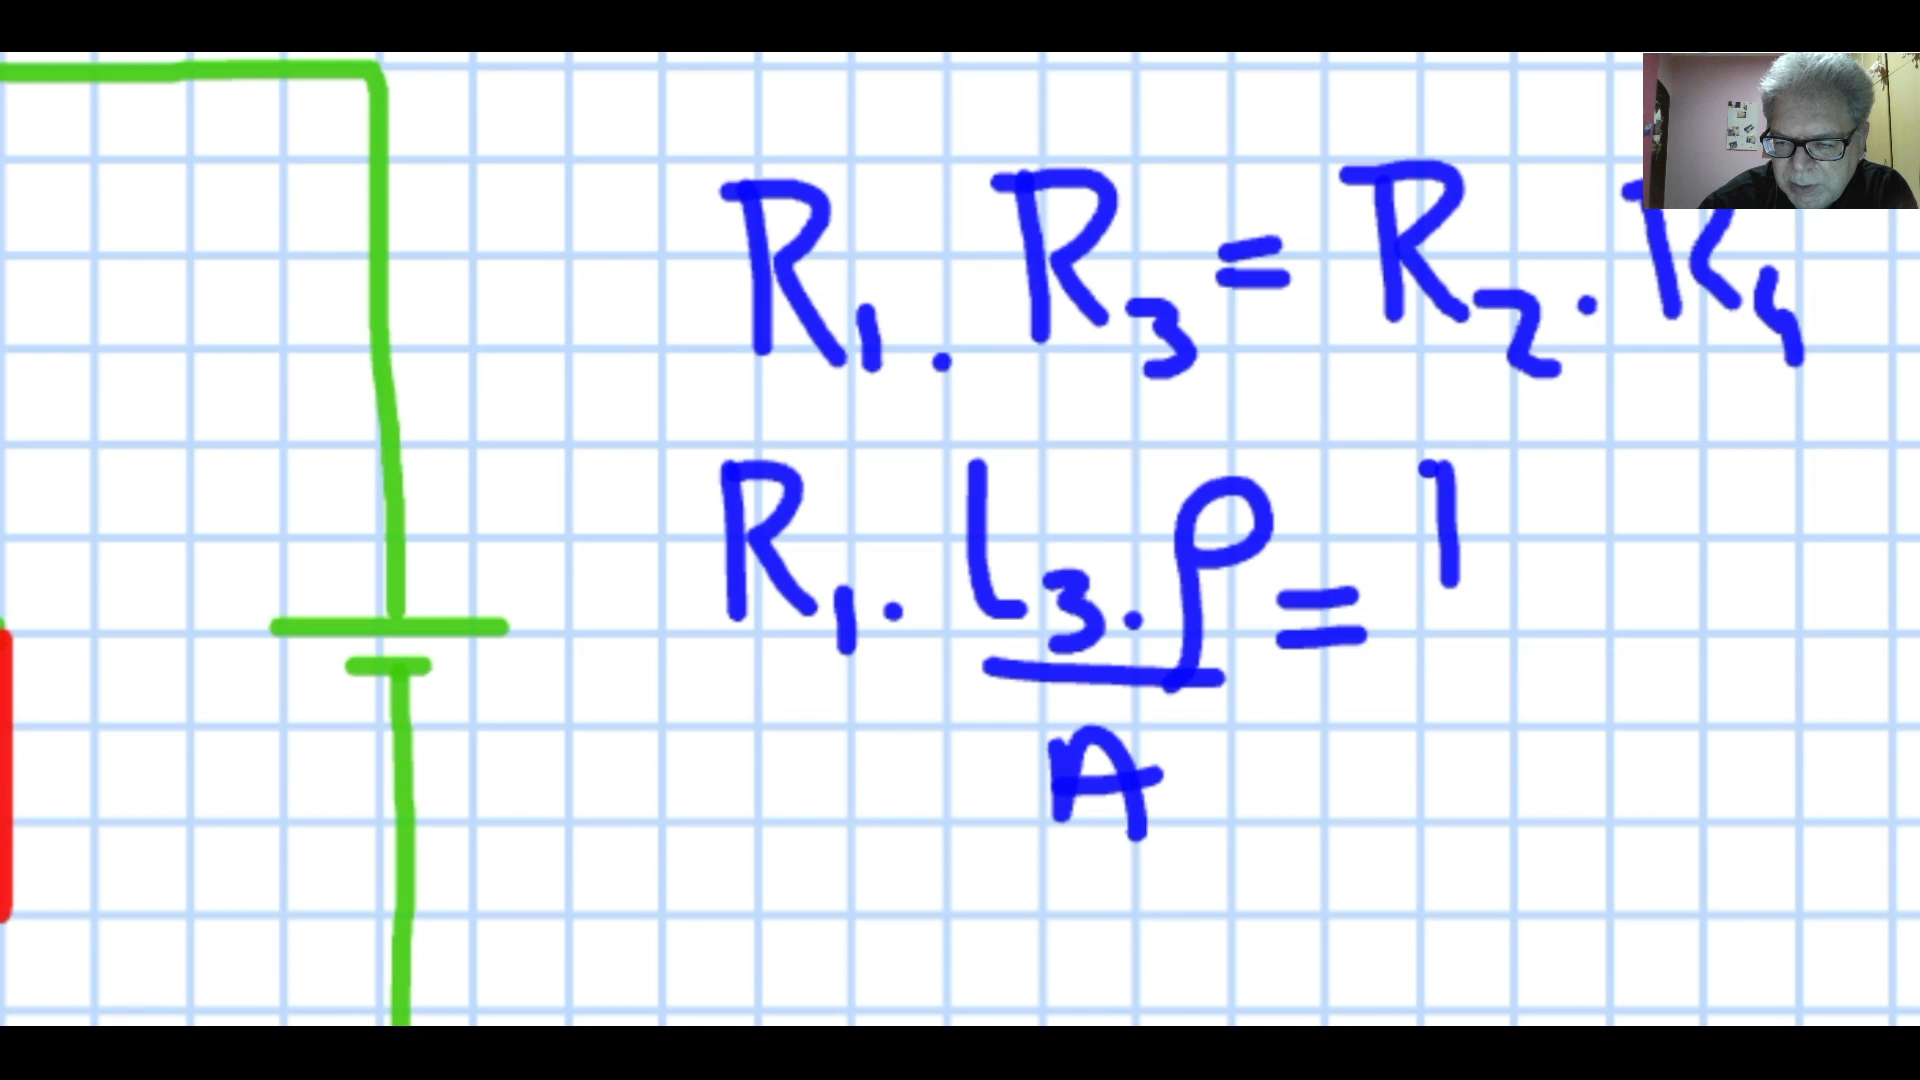 R₁ . R₃ = R₂ . R₄
R₁ . L₃ . ρ / A = 1